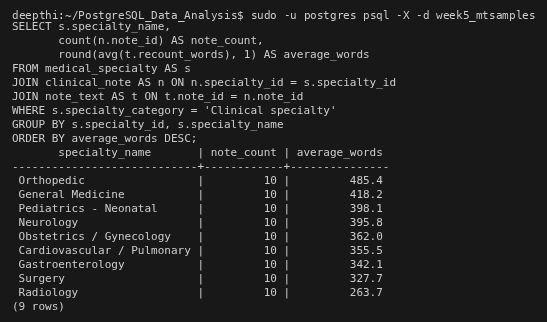 deepthi:~/PostgreSQL_Data_Analysis$ sudo -u postgres psql -X -d week5_mtsamples
SELECT s.specialty_name,
       count(n.note_id) AS note_count,
       round(avg(t.recount_words), 1) AS average_words
FROM medical_specialty AS s
JOIN clinical_note AS n ON n.specialty_id = s.specialty_id
JOIN note_text AS t ON t.note_id = n.note_id
WHERE s.specialty_category = 'Clinical specialty'
GROUP BY s.specialty_id, s.specialty_name
ORDER BY average_words DESC;
       specialty_name       | note_count | average_words
----------------------------+------------+---------------
 Orthopedic                 |         10 |         485.4
 General Medicine           |         10 |         418.2
 Pediatrics - Neonatal      |         10 |         398.1
 Neurology                  |         10 |         395.8
 Obstetrics / Gynecology    |         10 |         362.0
 Cardiovascular / Pulmonary |         10 |         355.5
 Gastroenterology           |         10 |         342.1
 Surgery                    |         10 |         327.7
 Radiology                  |         10 |         263.7
(9 rows)